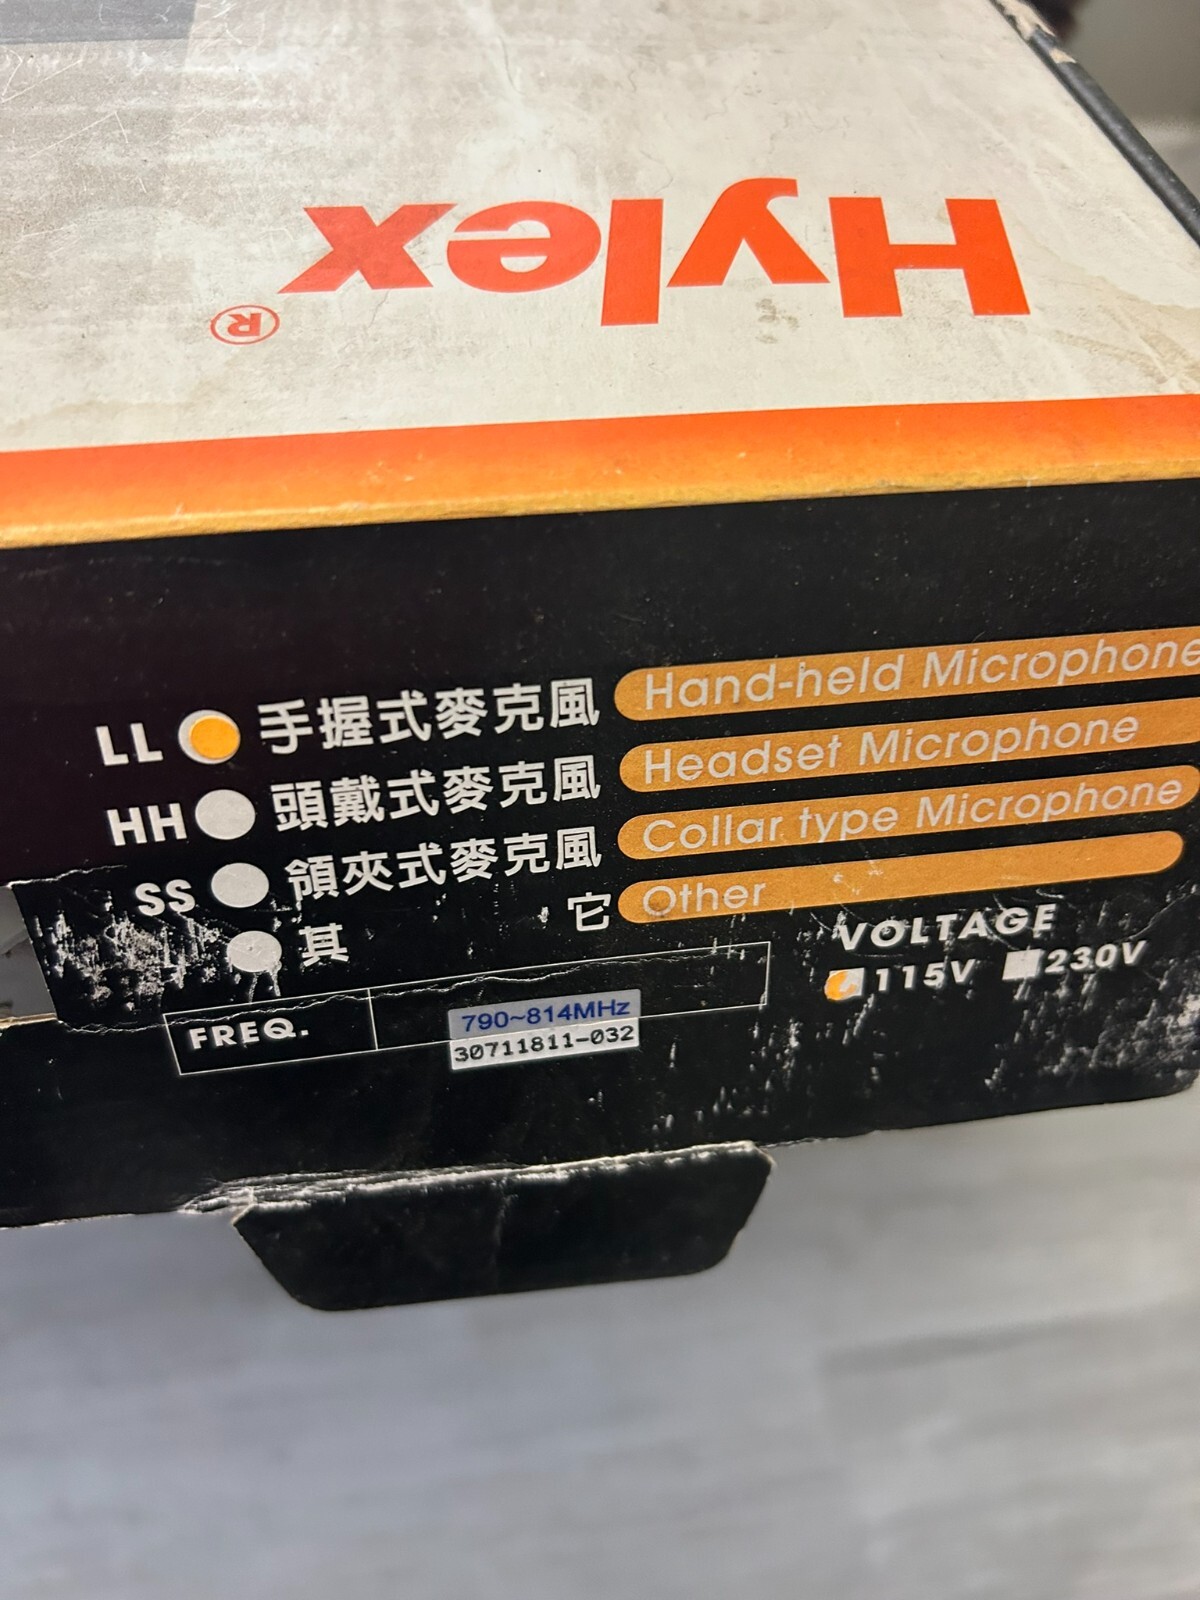 Hylex®
LL 手握式麥克風 Hand-held Microphone
HH 頭戴式麥克風 Headset Microphone
SS 領夾式麥克風 Collar type Microphone
其 它 Other
VOLTAGE
115V 230V
FREQ. 790~814MHz
30711811-032